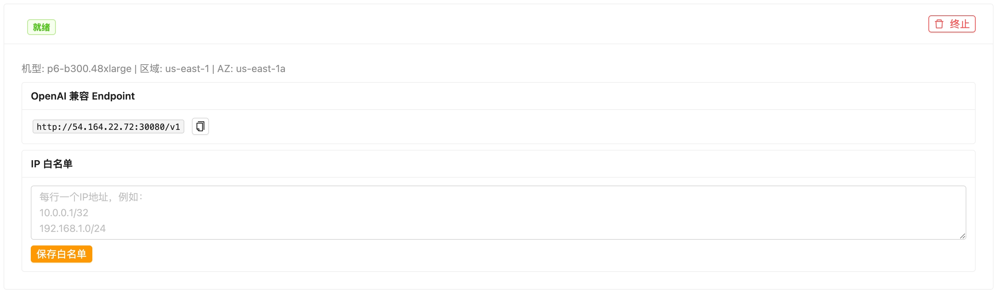 就绪
终止
机型: p6-b300.48xlarge | 区域: us-east-1 | AZ: us-east-1a
OpenAI 兼容 Endpoint
http://54.164.22.72:30080/v1
IP 白名单
每行一个IP地址，例如：
10.0.0.1/32
192.168.1.0/24
保存白名单